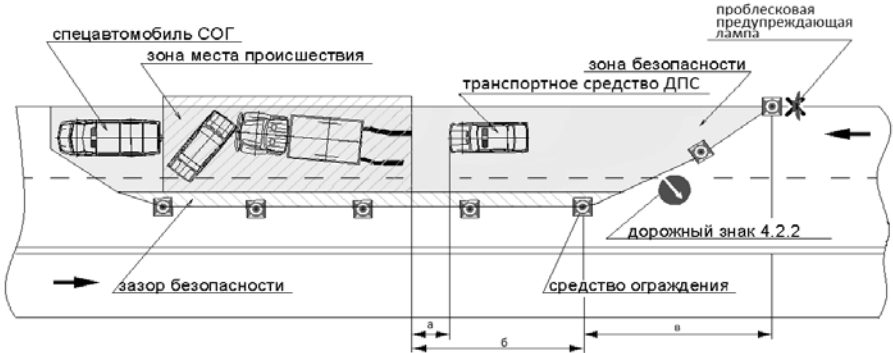 проблесковая
предупреждающая
лампа
спецавтомобиль СОГ
зона места происшествия
зона безопасности
транспортное средство ДПС
дорожный знак 4.2.2
зазор безопасности
средство ограждения
а
б
в